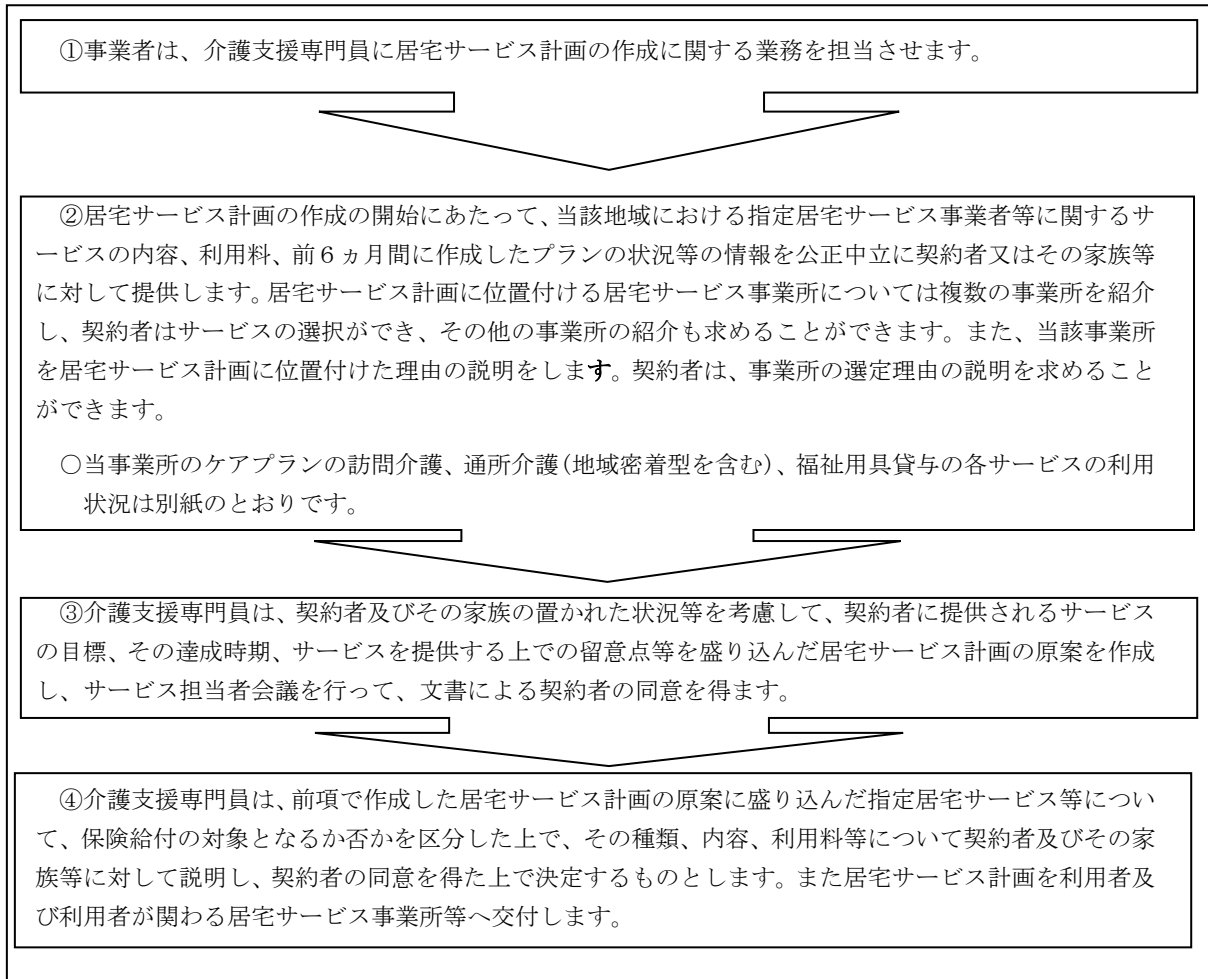 ①事業者は、介護支援専門員に居宅サービス計画の作成に関する業務を担当させます。
②居宅サービス計画の作成の開始にあたって、当該地域における指定居宅サービス事業者等に関するサ
ービスの内容、利用料、前６ヵ月間に作成したプランの状況等の情報を公正中立に契約者又はその家族等
に対して提供します。居宅サービス計画に位置付ける居宅サービス事業所については複数の事業所を紹介
し、契約者はサービスの選択ができ、その他の事業所の紹介も求めることができます。また、当該事業所
を居宅サービス計画に位置付けた理由の説明をします。契約者は、事業所の選定理由の説明を求めること
ができます。
○当事業所のケアプランの訪問介護、通所介護(地域密着型を含む)、福祉用具貸与の各サービスの利用
状況は別紙のとおりです。
③介護支援専門員は、契約者及びその家族の置かれた状況等を考慮して、契約者に提供されるサービス
の目標、その達成時期、サービスを提供する上での留意点等を盛り込んだ居宅サービス計画の原案を作成
し、サービス担当者会議を行って、文書による契約者の同意を得ます。
④介護支援専門員は、前項で作成した居宅サービス計画の原案に盛り込んだ指定居宅サービス等につい
て、保険給付の対象となるか否かを区分した上で、その種類、内容、利用料等について契約者及びその家
族等に対して説明し、契約者の同意を得た上で決定するものとします。また居宅サービス計画を利用者及
び利用者が関わる居宅サービス事業所等へ交付します。